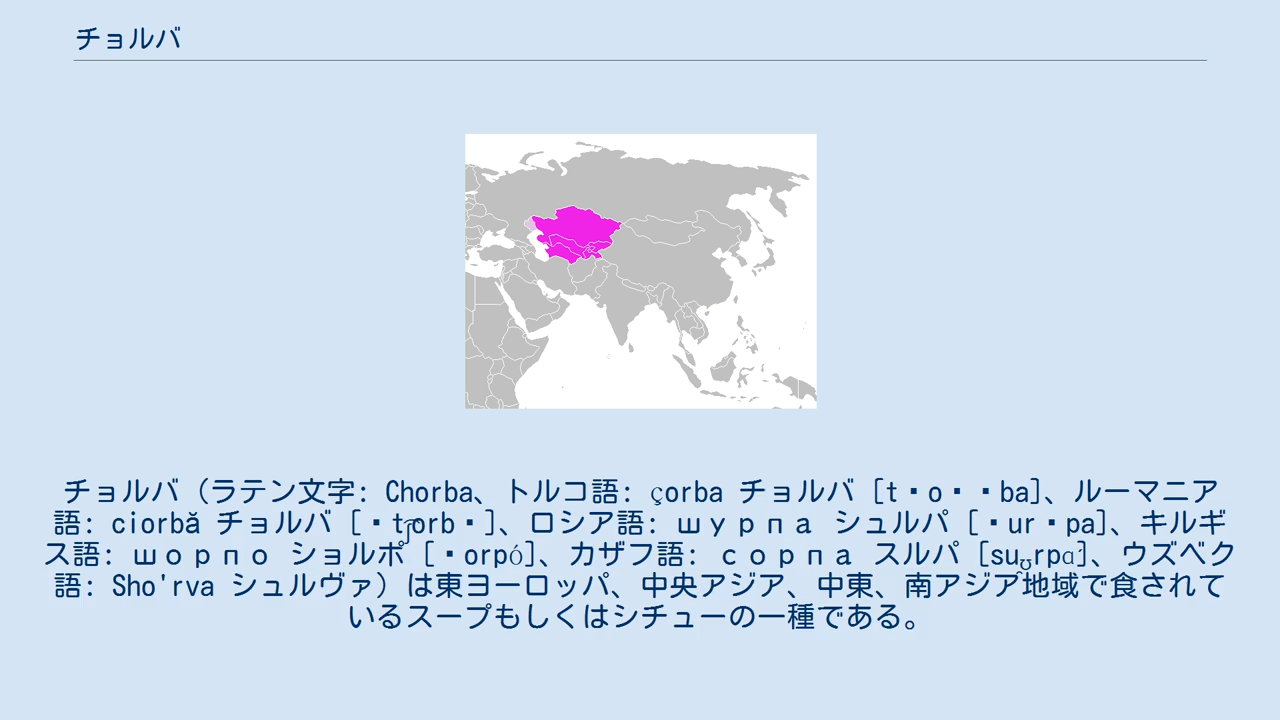 チョルバ
チョルバ（ラテン文字: Chorba、トルコ語: çorba チョルバ [t・o・・ba]、ルーマニア
語: ciorbă チョルバ [・tʃorb・]、ロシア語: шурпа シュルパ [・ur・pa]、キルギ
ス語: шорпо ショルポ [・orpó]、カザフ語: сорпа スルパ [su̯ʊrpɑ]、ウズベク
語: Sho'rva シュルヴァ）は東ヨーロッパ、中央アジア、中東、南アジア地域で食されて
いるスープもしくはシチューの一種である。